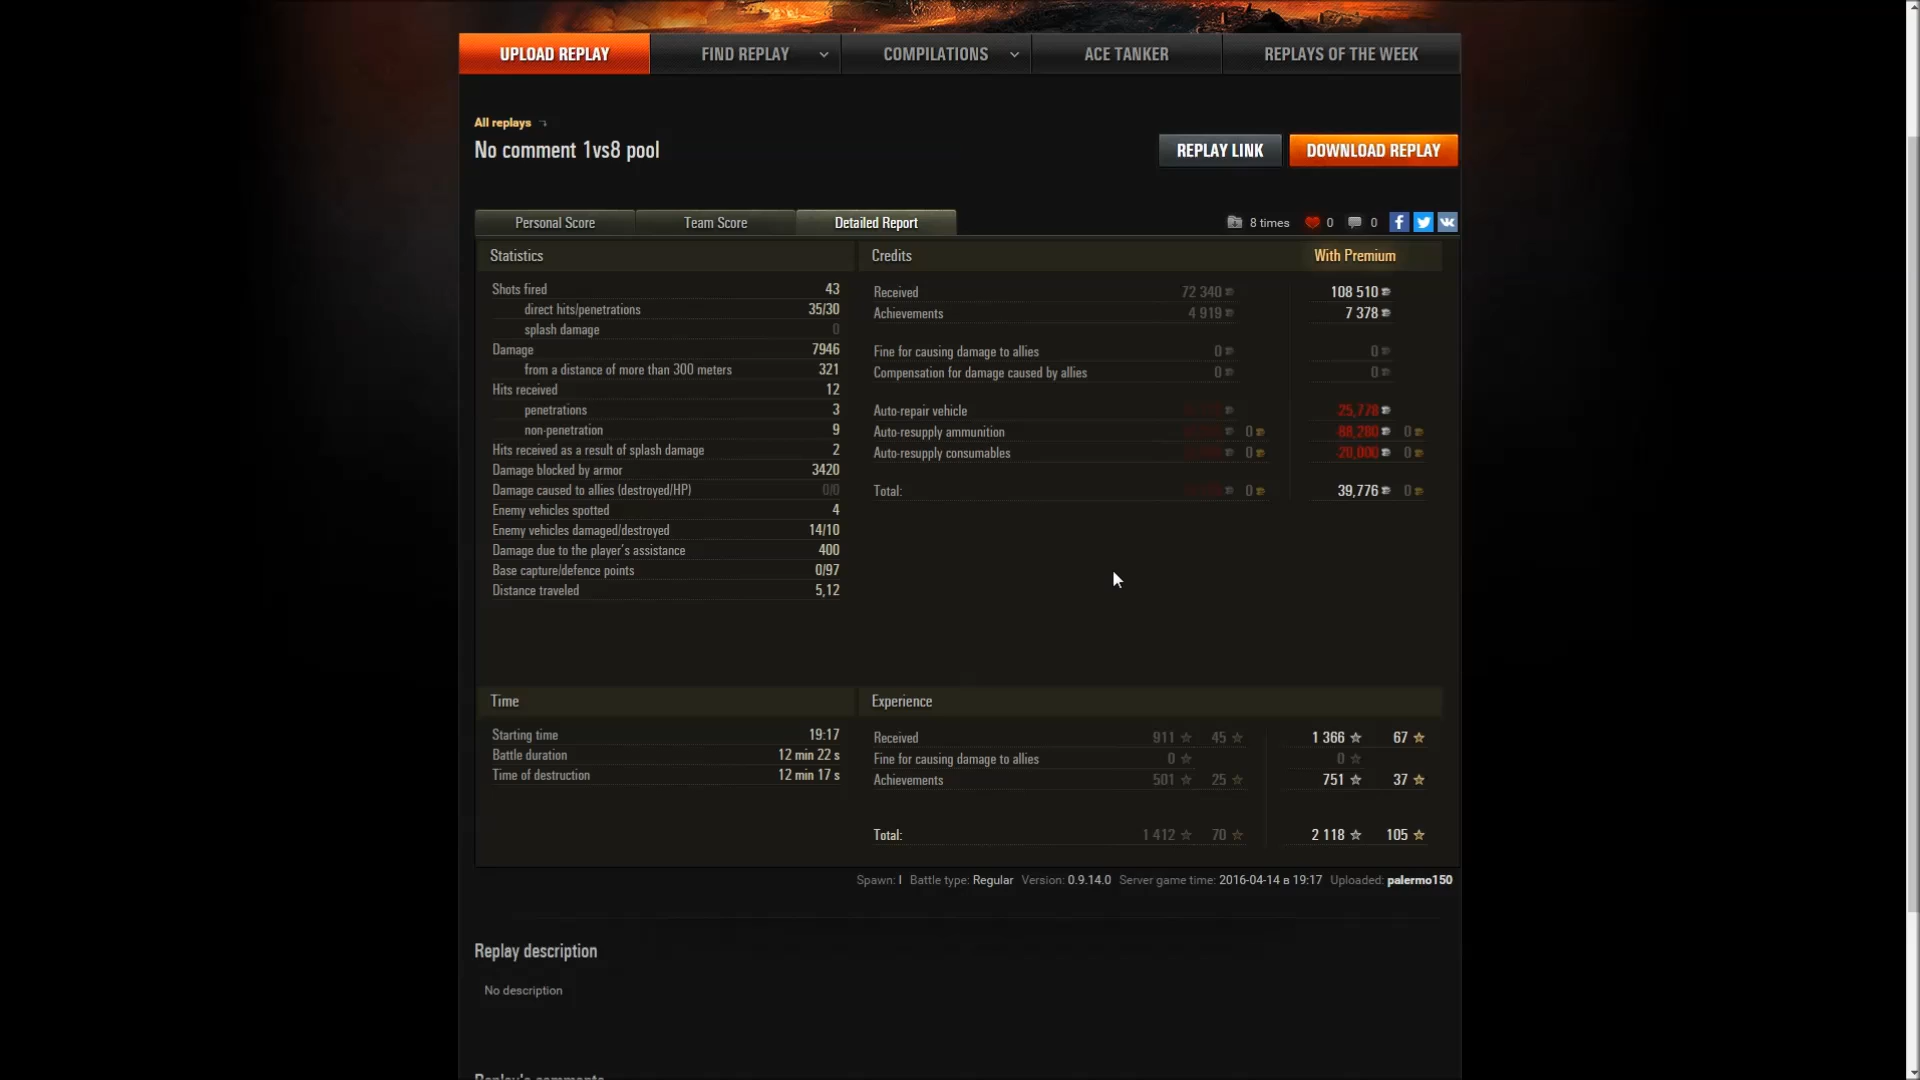 UPLOAD REPLAY FIND REPLAY COMPILATIONS ACE TANKER REPLAYS OF THE WEEK
All replays
No comment 1vs8 pool
REPLAY LINK DOWNLOAD REPLAY
Personal Score Team Score Detailed Report 8 times 0 0
Statistics Credits With Premium
Shots fired 43
direct hits/penetrations 35/30
splash damage 0
Damage 7946
from a distance of more than 300 meters 321
Hits received 12
penetrations 3
non-penetration 9
Hits received as a result of splash damage 2
Damage blocked by armor 3420
Damage caused to allies (destroyed/HP) 0/0
Enemy vehicles spotted 4
Enemy vehicles damaged/destroyed 14/10
Damage due to the player's assistance 400
Base capture/defence points 0/97
Distance traveled 5,12
Received 72 340 108 510
Achievements 4 919 7 378
Fine for causing damage to allies 0 0
Compensation for damage caused by allies 0 0
Auto-repair vehicle -25,778
Auto-resupply ammunition 0 0
Auto-resupply consumables 0 -20,000 0
Total: 0 39,776 0
Time
Starting time 19:17
Battle duration 12 min 22 s
Time of destruction 12 min 17 s
Experience
Received 911 45 1 366 67
Fine for causing damage to allies 0 0
Achievements 501 25 751 37
Total: 1 412 70 2 118 105
Spawn: I Battle type: Regular Version: 0.9.14.0 Server game time: 2016-04-14 в 19:17 Uploaded: palermo150
Replay description
No description
Replay's comments